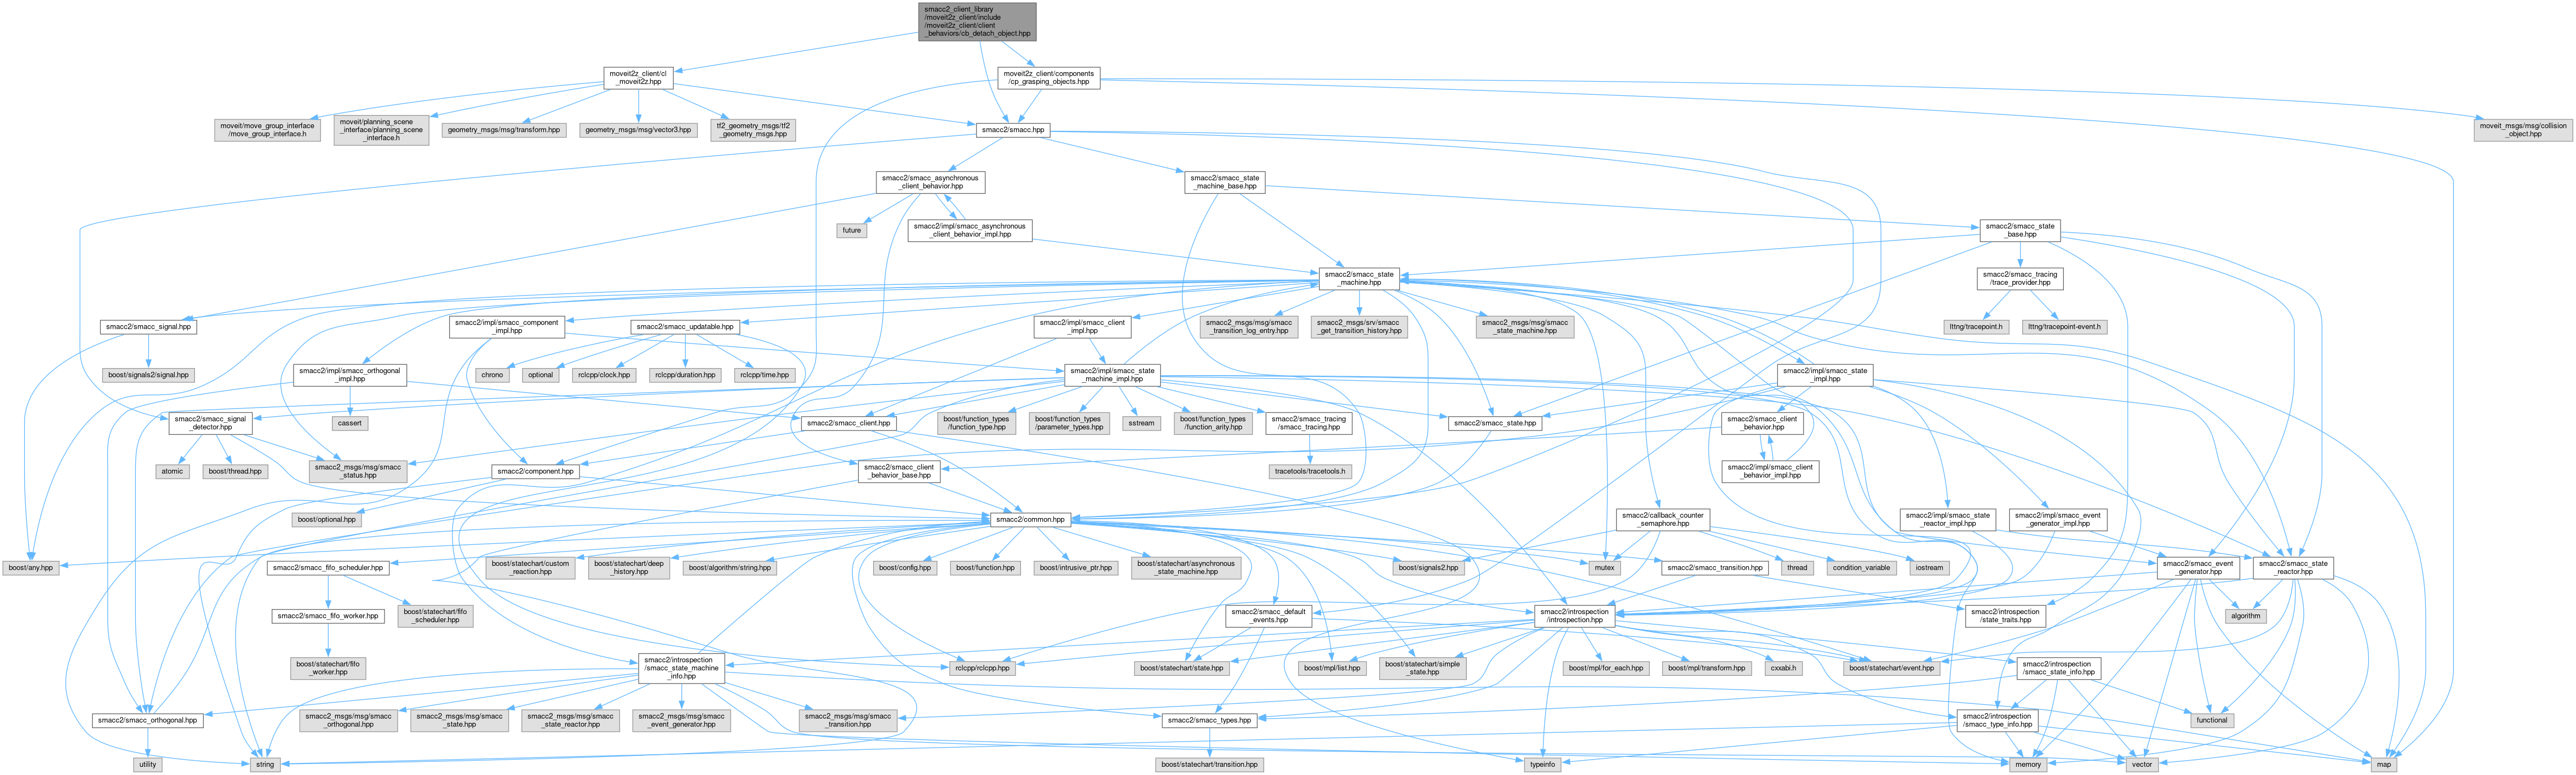 smacc2_client_library
/moveit2z_client/include
/moveit2z_client/client
_behaviors/cb_detach_object.hpp
moveit2z_client/cl
_moveit2z.hpp
moveit2z_client/components
/cp_grasping_objects.hpp
moveit/move_group_interface
/move_group_interface.h
moveit/planning_scene
_interface/planning_scene
_interface.h
geometry_msgs/msg/transform.hpp
geometry_msgs/msg/vector3.hpp
tf2_geometry_msgs/tf2
_geometry_msgs.hpp
smacc2/smacc.hpp
moveit_msgs/msg/collision
_object.hpp
smacc2/smacc_asynchronous
_client_behavior.hpp
smacc2/smacc_state
_machine_base.hpp
future
smacc2/impl/smacc_asynchronous
_client_behavior_impl.hpp
smacc2/smacc_state
_base.hpp
smacc2/smacc_state
_machine.hpp
smacc2/smacc_tracing
/trace_provider.hpp
smacc2/smacc_signal.hpp
smacc2/impl/smacc_component
_impl.hpp
smacc2/smacc_updatable.hpp
smacc2/impl/smacc_client
_impl.hpp
smacc2_msgs/msg/smacc
_transition_log_entry.hpp
smacc2_msgs/srv/smacc
_get_transition_history.hpp
smacc2_msgs/msg/smacc
_state_machine.hpp
lttng/tracepoint.h
lttng/tracepoint-event.h
boost/signals2/signal.hpp
smacc2/impl/smacc_orthogonal
_impl.hpp
chrono
optional
rclcpp/clock.hpp
rclcpp/duration.hpp
rclcpp/time.hpp
smacc2/impl/smacc_state
_machine_impl.hpp
smacc2/impl/smacc_state
_impl.hpp
smacc2/smacc_signal
_detector.hpp
cassert
smacc2/smacc_client.hpp
boost/function_types
/function_type.hpp
boost/function_types
/parameter_types.hpp
sstream
boost/function_types
/function_arity.hpp
smacc2/smacc_tracing
/smacc_tracing.hpp
smacc2/smacc_state.hpp
smacc2/smacc_client
_behavior.hpp
atomic
boost/thread.hpp
smacc2_msgs/msg/smacc
_status.hpp
smacc2/component.hpp
smacc2/smacc_client
_behavior_base.hpp
tracetools/tracetools.h
smacc2/impl/smacc_client
_behavior_impl.hpp
boost/optional.hpp
smacc2/common.hpp
smacc2/callback_counter
_semaphore.hpp
smacc2/impl/smacc_state
_reactor_impl.hpp
smacc2/impl/smacc_event
_generator_impl.hpp
boost/any.hpp
smacc2/smacc_fifo_scheduler.hpp
boost/statechart/custom
_reaction.hpp
boost/statechart/deep
_history.hpp
boost/algorithm/string.hpp
boost/config.hpp
boost/function.hpp
boost/intrusive_ptr.hpp
boost/statechart/asynchronous
_state_machine.hpp
boost/signals2.hpp
mutex
smacc2/smacc_transition.hpp
thread
condition_variable
iostream
smacc2/smacc_event
_generator.hpp
smacc2/smacc_state
_reactor.hpp
smacc2/smacc_fifo_worker.hpp
boost/statechart/fifo
_scheduler.hpp
smacc2/smacc_default
_events.hpp
smacc2/introspection
/introspection.hpp
smacc2/introspection
/state_traits.hpp
algorithm
boost/statechart/fifo
_worker.hpp
smacc2/introspection
/smacc_state_machine
_info.hpp
rclcpp/rclcpp.hpp
boost/statechart/state.hpp
boost/mpl/list.hpp
boost/statechart/simple
_state.hpp
boost/mpl/for_each.hpp
boost/mpl/transform.hpp
cxxabi.h
boost/statechart/event.hpp
smacc2/introspection
/smacc_state_info.hpp
smacc2/smacc_orthogonal.hpp
smacc2_msgs/msg/smacc
_orthogonal.hpp
smacc2_msgs/msg/smacc
_state.hpp
smacc2_msgs/msg/smacc
_state_reactor.hpp
smacc2_msgs/msg/smacc
_event_generator.hpp
smacc2_msgs/msg/smacc
_transition.hpp
smacc2/smacc_types.hpp
smacc2/introspection
/smacc_type_info.hpp
functional
utility
string
boost/statechart/transition.hpp
typeinfo
memory
vector
map